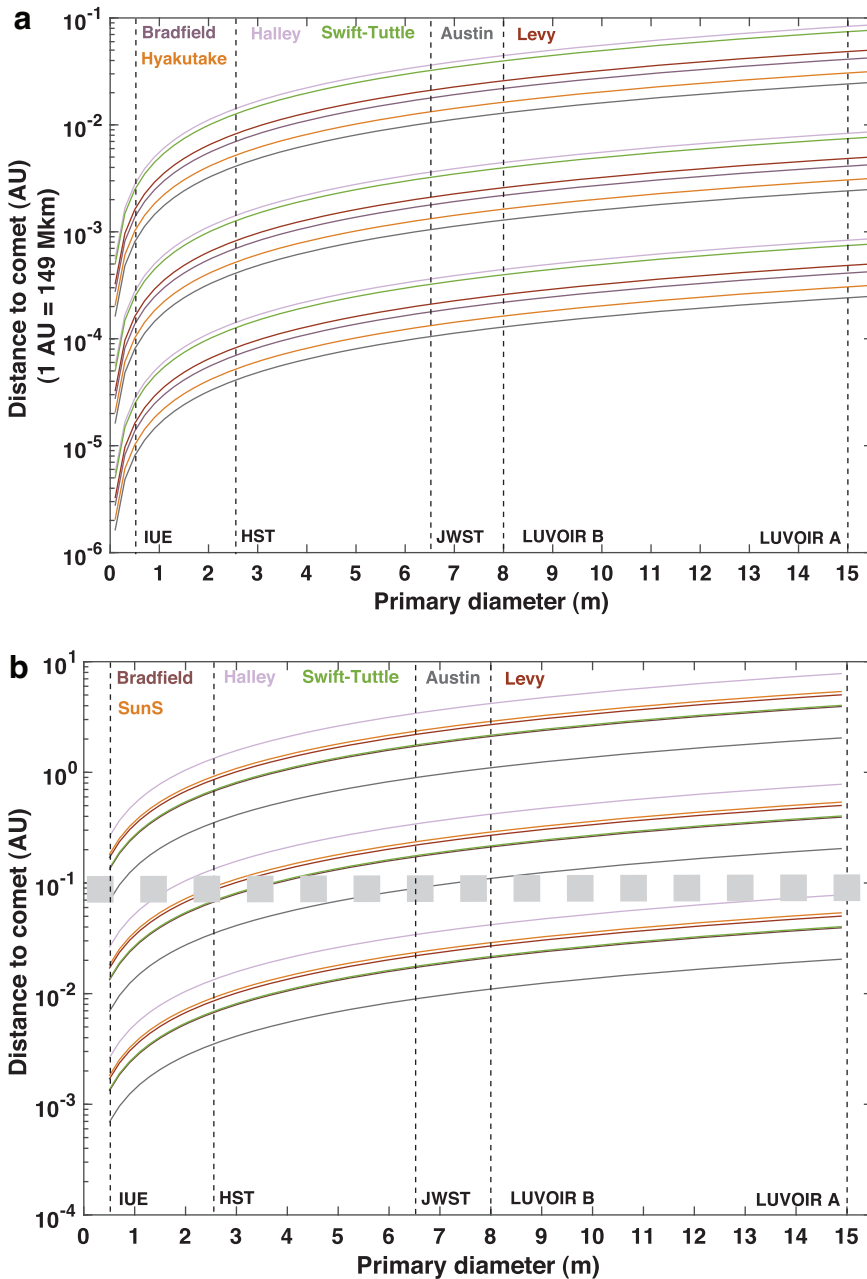 a
Bradfield Halley Swift-Tuttle Austin Levy
Hyakutake
10-1
10-2
10-3
10-4
10-5
10-6
Distance to comet (AU)
(1 AU = 149 Mkm)
IUE HST JWST LUVOIR B LUVOIR A
0 1 2 3 4 5 6 7 8 9 10 11 12 13 14 15
Primary diameter (m)
b
Bradfield Halley Swift-Tuttle Austin Levy
SunS
101
100
10-1
10-2
10-3
10-4
Distance to comet (AU)
IUE HST JWST LUVOIR B LUVOIR A
0 1 2 3 4 5 6 7 8 9 10 11 12 13 14 15
Primary diameter (m)